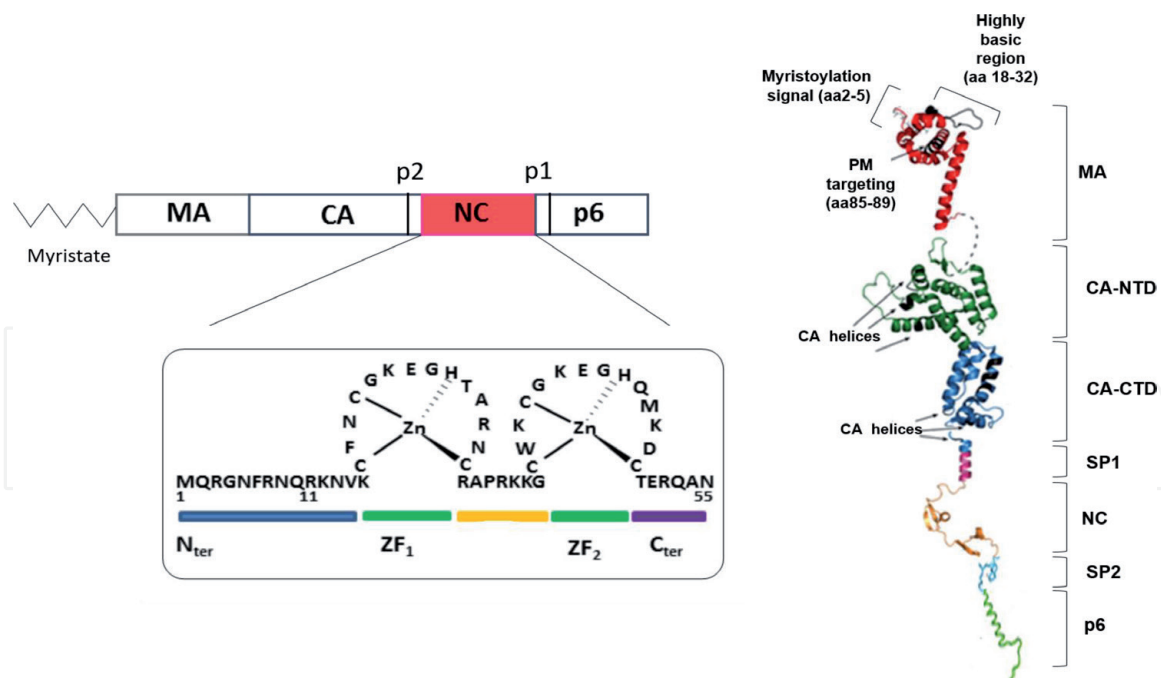 p2
p1
MA
CA
NC
p6
Myristate
C F N C G K E G H T A R N C
Zn
C W K C G K E G H Q M K D C
Zn
MQRGNFRNQRKNVK
RAPRKKG
TERQAN
1
11
55
Nter
ZF1
ZF2
Cter
Highly
basic
region
(aa 18-32)
Myristoylation
signal (aa2-5)
PM
targeting
(aa85-89)
CA helices
CA helices
MA
CA-NTD
CA-CTD
SP1
NC
SP2
p6